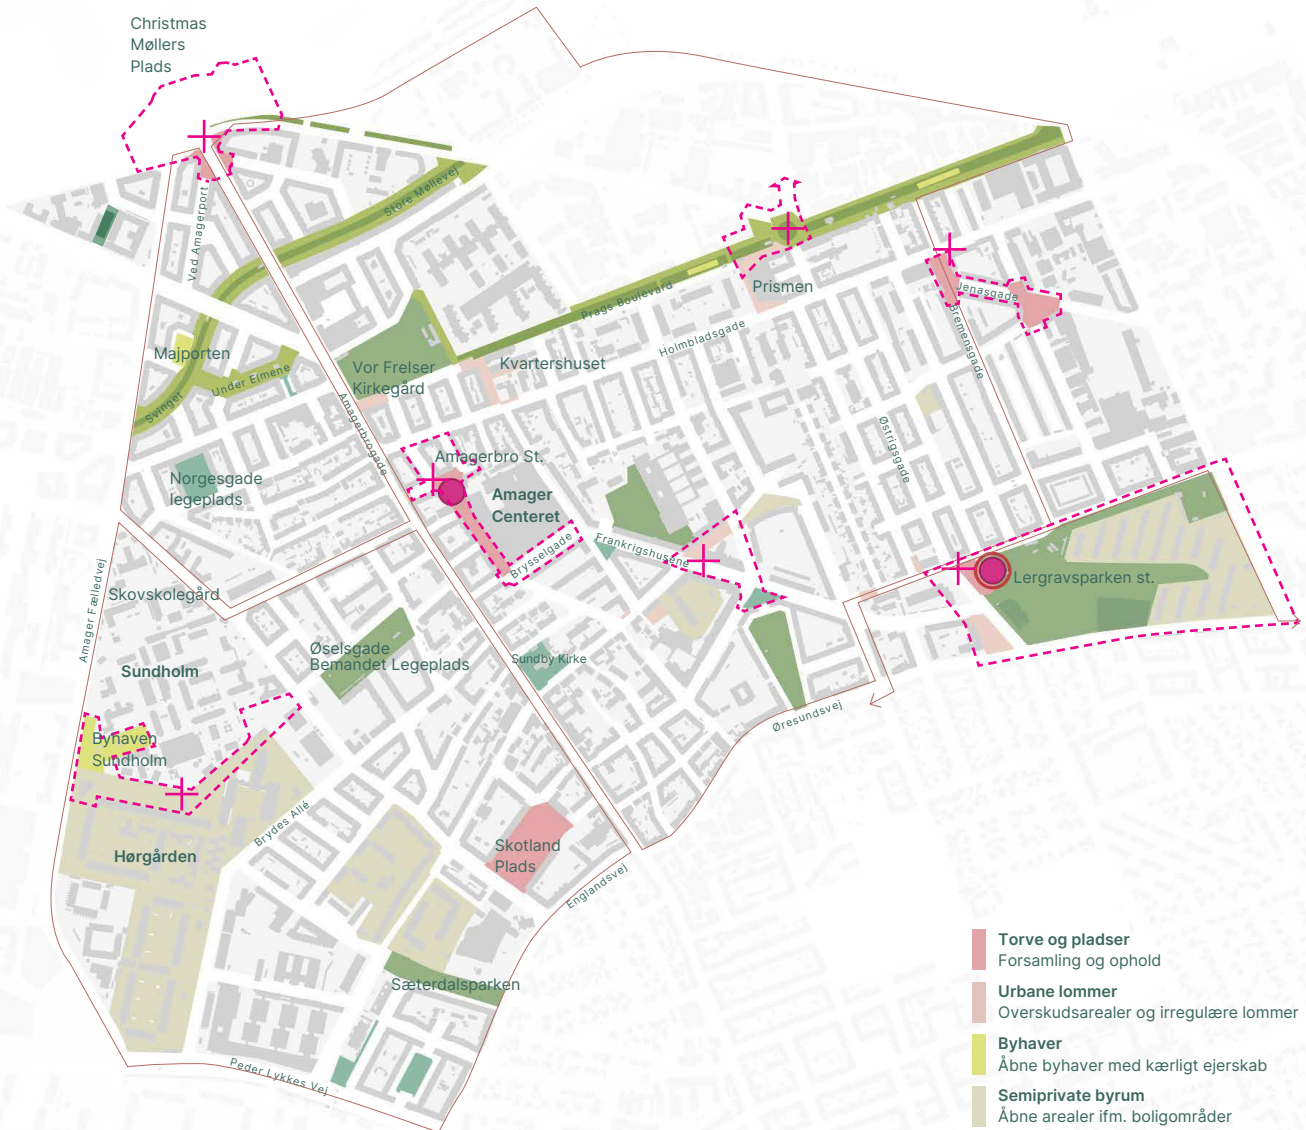 Christmas
Møllers
Plads
Ved Amagerport
Store Møllevej
Prags Boulevard
Prismen
Jenasgade
Bremensgade
Holmbladsgade
Majporten
Under Elmene
Svinget
Vor Frelser
Kirkegård
Kvartershuset
Amagerbrogade
Østrigsgade
Amagerbro St.
Norgesgade
legeplads
Amager
Centeret
Brysselgade
Frankrigshusene
Lergravsparken st.
Amager Fælledvej
Skovskolegård
Sundholm
Øselsgade
Bemandet Legeplads
Sundby Kirke
Øresundsvej
Byhaven
Sundholm
Brydes Allé
Hørgården
Skotland
Plads
Englandsvej
Sæterdalsparken
Peder Lykkes Vej
Torve og pladser
Forsamling og ophold
Urbane lommer
Overskudsarealer og irregulære lommer
Byhaver
Åbne byhaver med kærligt ejerskab
Semiprivate byrum
Åbne arealer ifm. boligområder